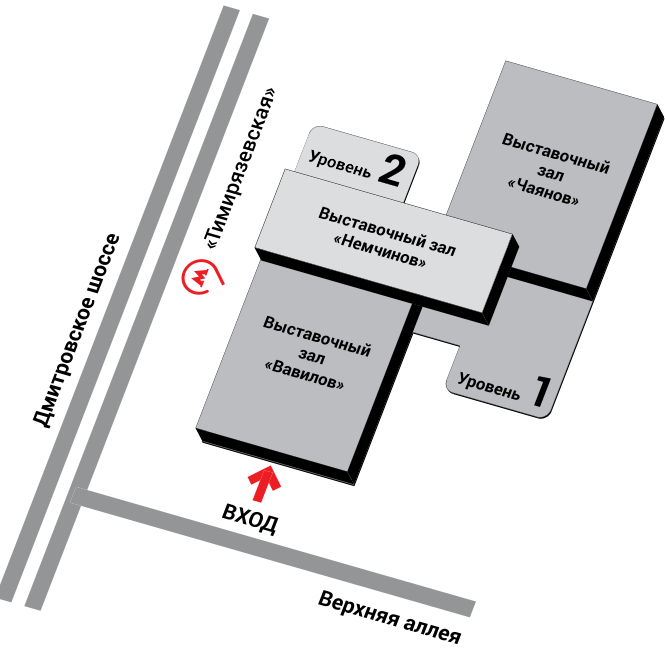 «Тимирязевская»
Дмитровское шоссе
Уровень 2
Выставочный
зал
«Чаянов»
Выставочный зал
«Немчинов»
Выставочный
зал
«Вавилов»
Уровень 1
ВХОД
Верхняя аллея